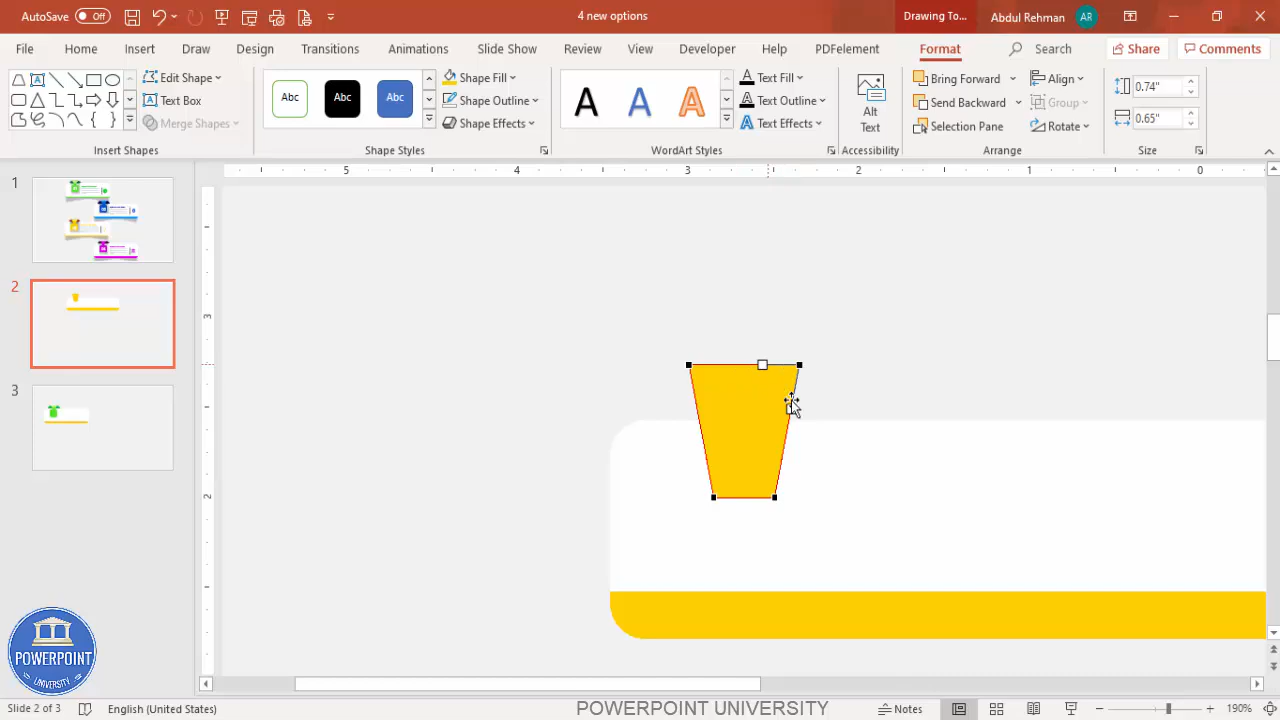 AutoSave Off 4 new options Drawing To... Abdul Rehman AR
File Home Insert Draw Design Transitions Animations Slide Show Review View Developer Help PDFelement Format Search Share Comments
Edit Shape Shape Fill Text Fill Bring Forward Align 0.74"
Text Box Abc Abc Abc Shape Outline A A A Text Outline Alt Text Send Backward Group 0.65"
Merge Shapes Shape Effects Text Effects Selection Pane Rotate
Insert Shapes Shape Styles WordArt Styles Accessibility Arrange Size
5 4 3 2 1 0
1
2
3
3
2
POWERPOINT
UNIVERSITY
Slide 2 of 3 English (United States) POWERPOINT UNIVERSITY Notes 190%